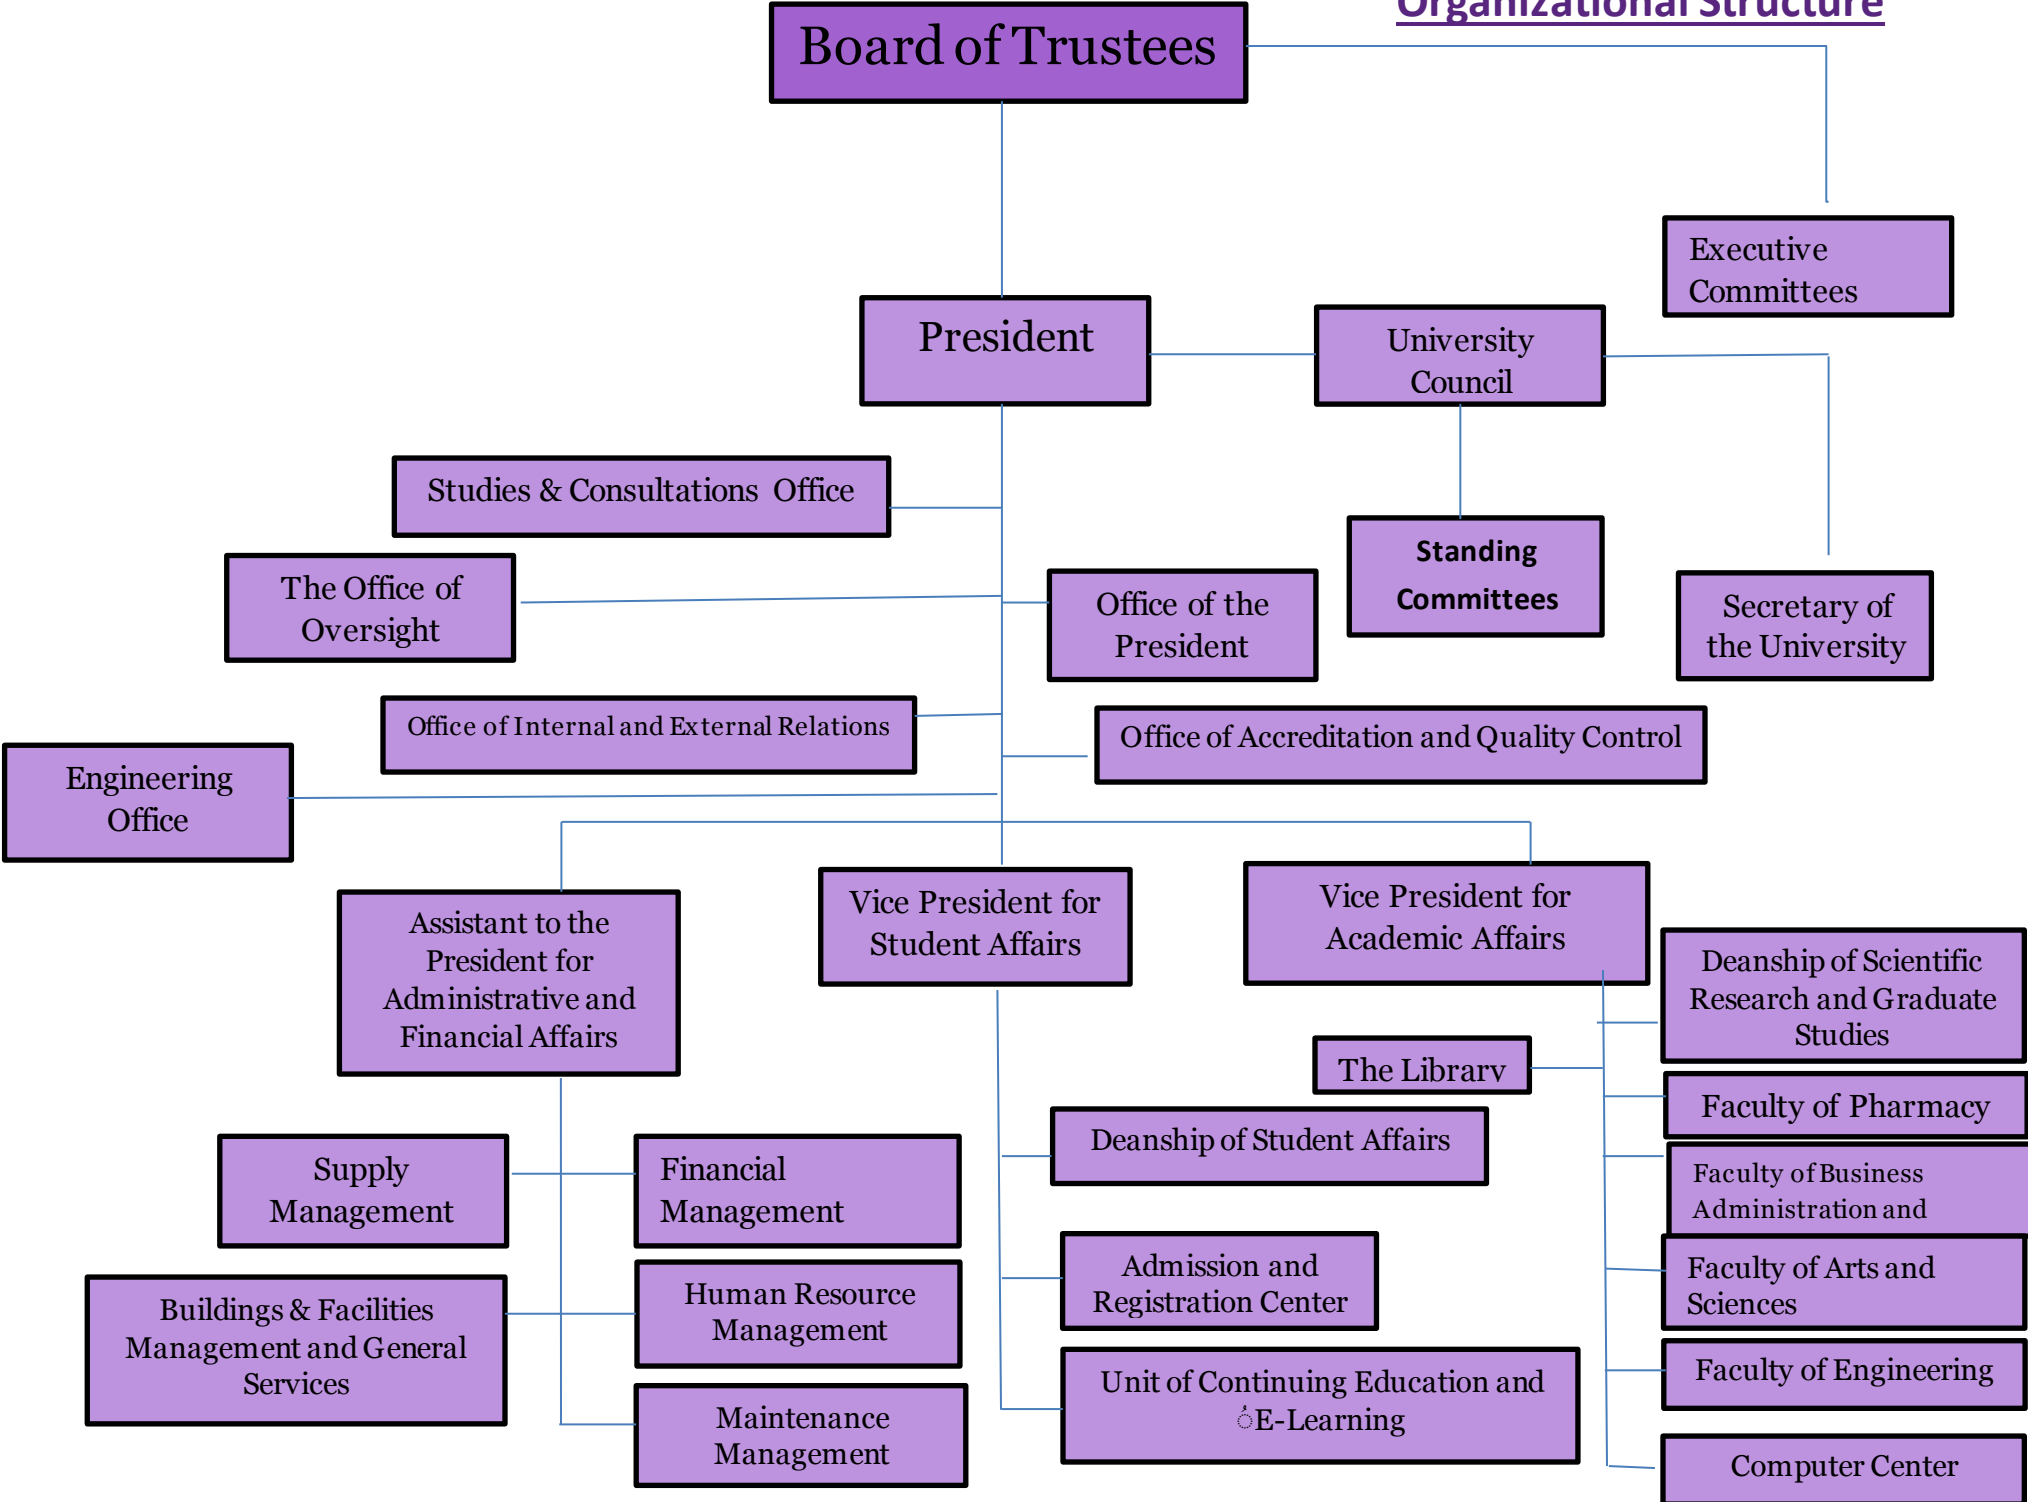 Organizational Structure
Board of Trustees
Executive
Committees
President
University
Council
Studies & Consultations Office
Standing
Committees
The Office of
Oversight
Office of the
President
Secretary of
the University
Office of Internal and External Relations
Office of Accreditation and Quality Control
Engineering
Office
Assistant to the
President for
Administrative and
Financial Affairs
Vice President for
Student Affairs
Vice President for
Academic Affairs
Deanship of Scientific
Research and Graduate
Studies
The Library
Faculty of Pharmacy
Deanship of Student Affairs
Supply
Management
Financial
Management
Faculty of Business
Administration and
Admission and
Registration Center
Faculty of Arts and
Sciences
Buildings & Facilities
Management and General
Services
Human Resource
Management
Unit of Continuing Education and
E-Learning
Faculty of Engineering
Maintenance
Management
Computer Center